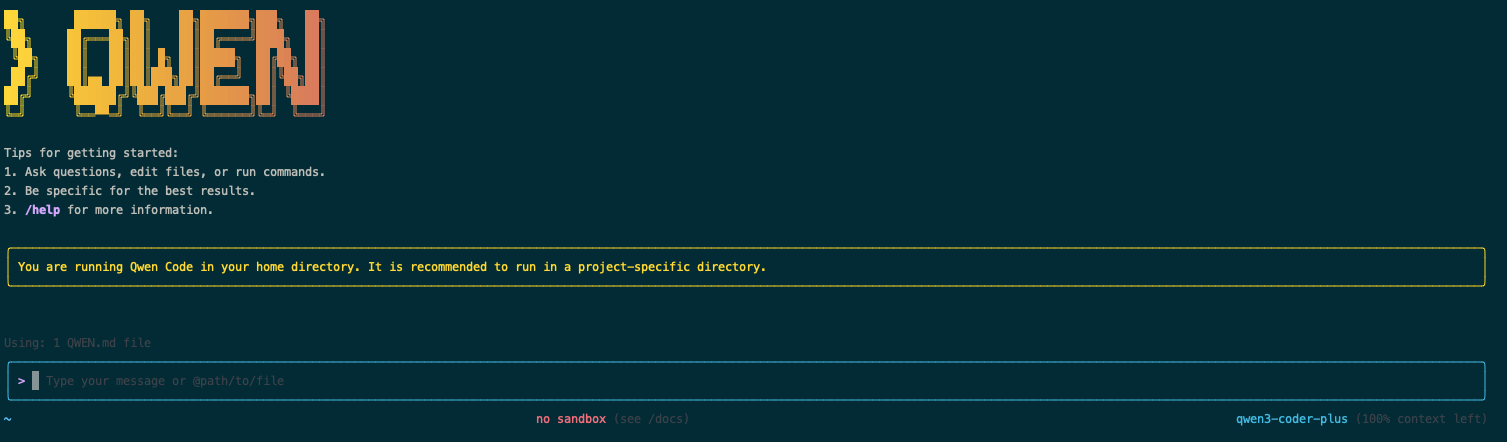 > QWEN
Tips for getting started:
1. Ask questions, edit files, or run commands.
2. Be specific for the best results.
3. /help for more information.
You are running Qwen Code in your home directory. It is recommended to run in a project-specific directory.
Using: 1 QWEN.md file
> Type your message or @path/to/file
~ no sandbox (see /docs) qwen3-coder-plus (100% context left)